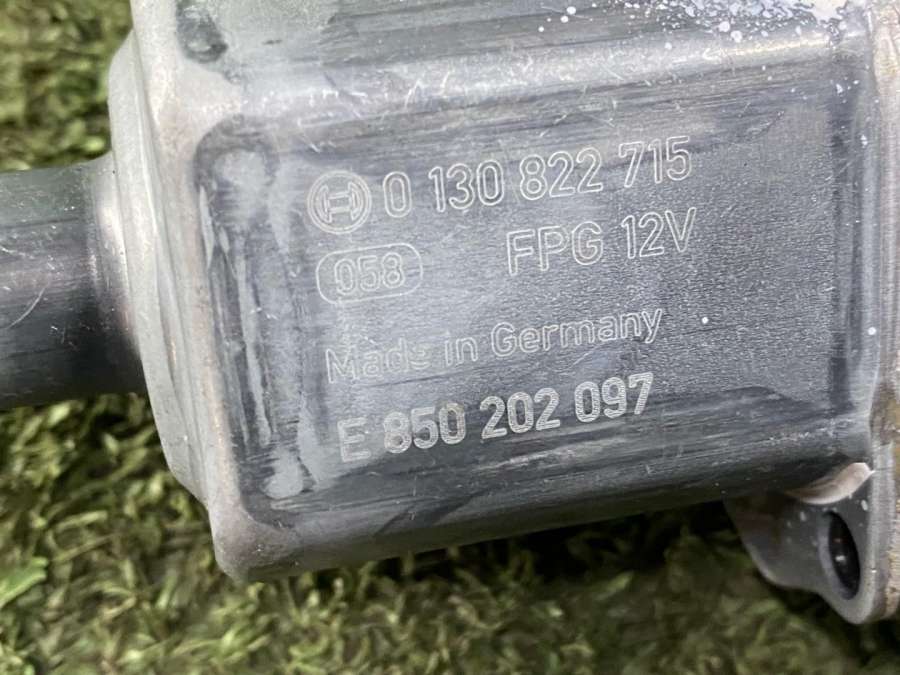 0 130 822 715
058 FPG 12V
Made in Germany
E 850 202 097